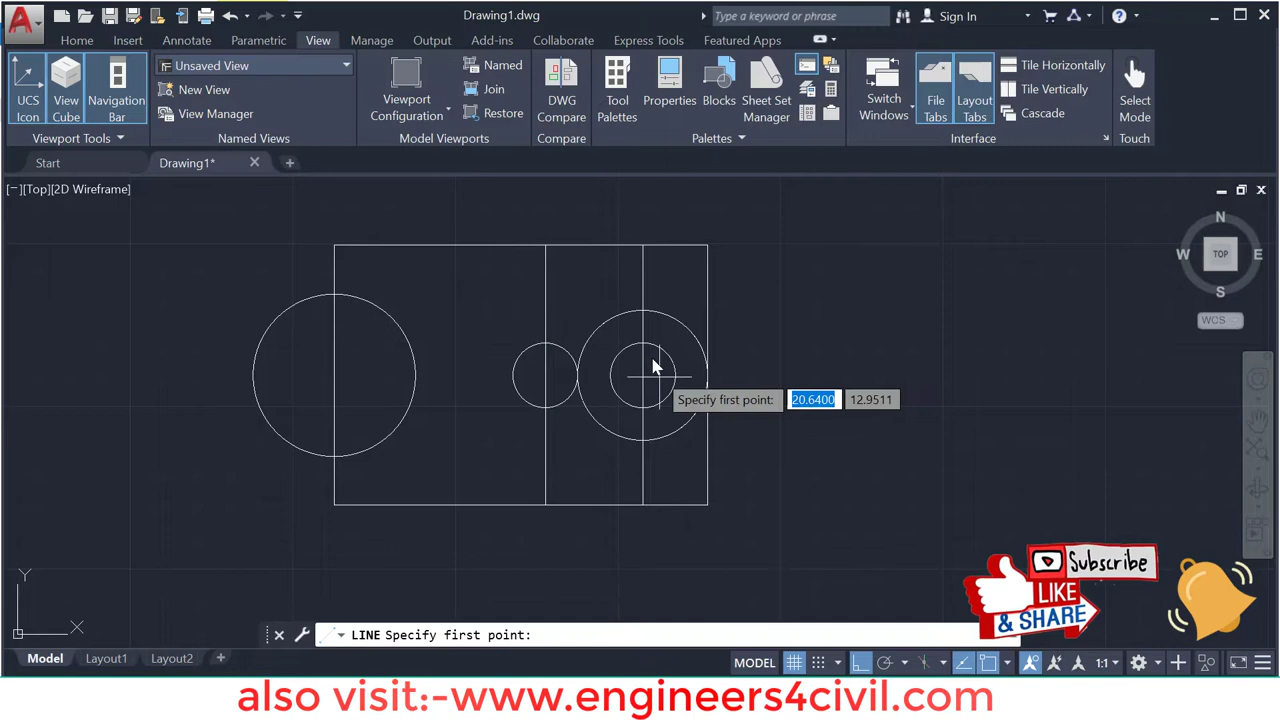 Drawing1.dwg
Type a keyword or phrase
Sign In
Home Insert Annotate Parametric View Manage Output Add-ins Collaborate Express Tools Featured Apps
UCS Icon
View Cube
Navigation Bar
Viewport Tools
Unsaved View
New View
View Manager
Named Views
Viewport Configuration
Named
Join
Restore
Model Viewports
DWG Compare
Compare
Tool Palettes
Properties
Blocks
Sheet Set Manager
Palettes
Switch Windows
File Tabs
Layout Tabs
Tile Horizontally
Tile Vertically
Cascade
Interface
Select Mode
Touch
Start
Drawing1*
[−][Top][2D Wireframe]
N
W TOP E
S
WCS
Specify first point: 20.6400 12.9511
Subscribe
LIKE
& SHARE
Y
X
LINE Specify first point:
Model Layout1 Layout2 +
MODEL
1:1
also visit:-www.engineers4civil.com